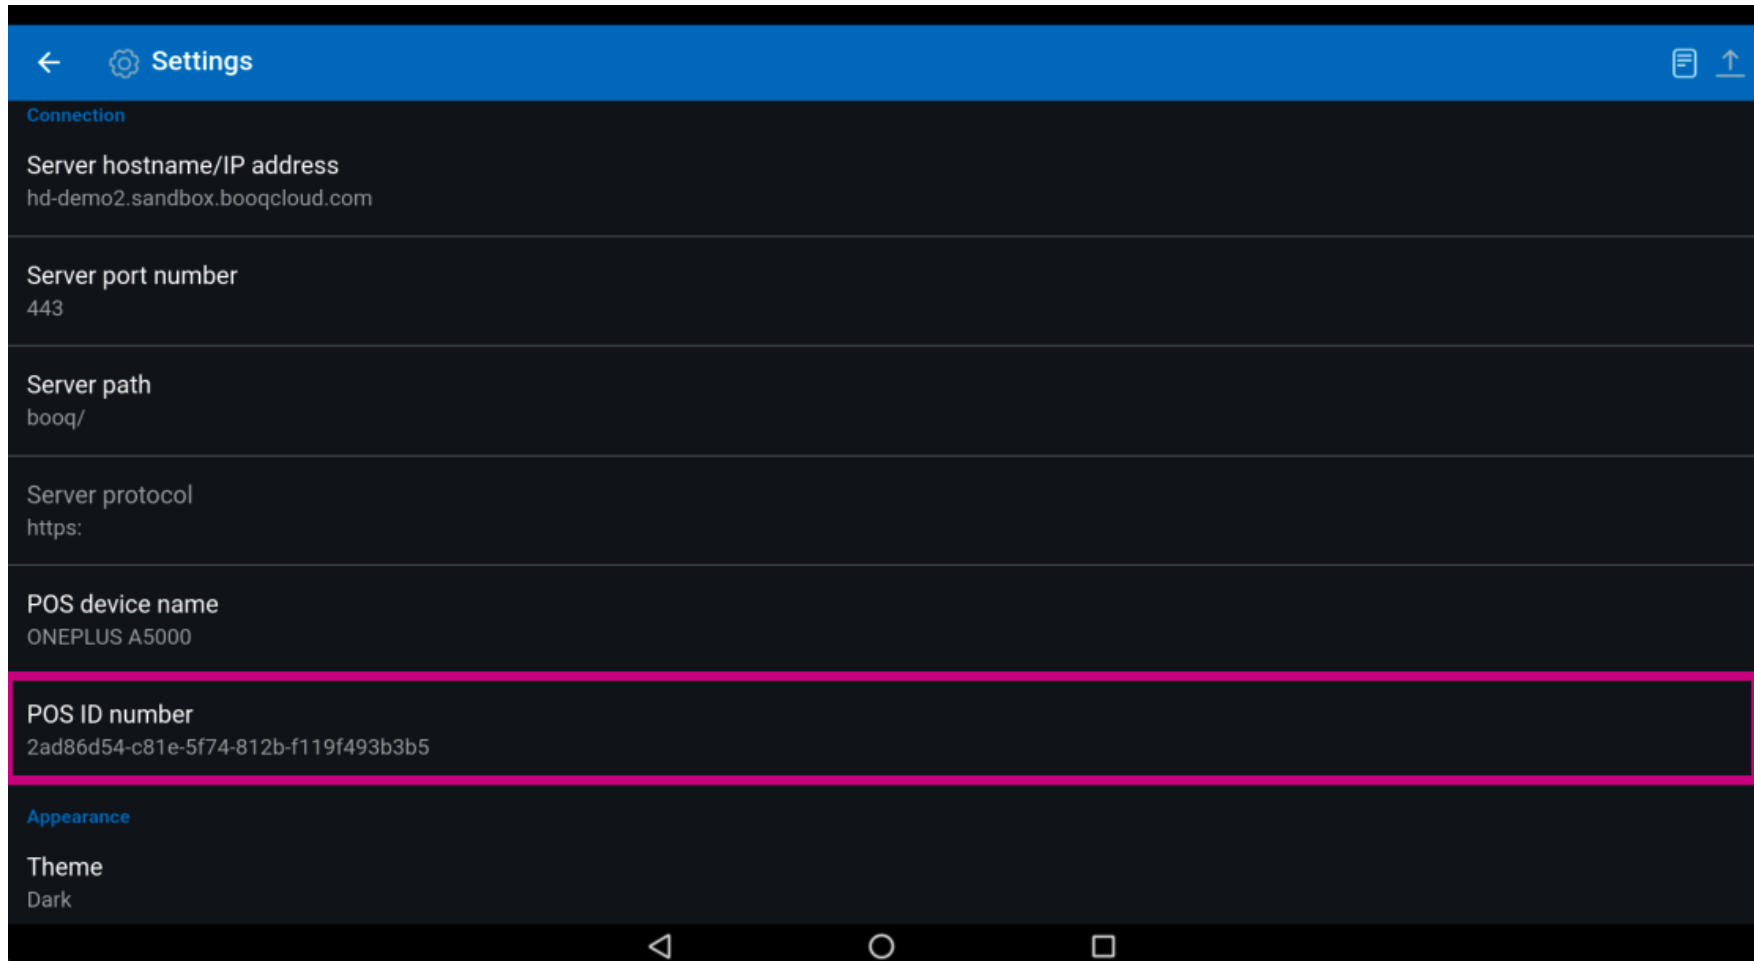 Settings
Connection
Server hostname/IP address
hd-demo2.sandbox.booqcloud.com
Server port number
443
Server path
booq/
Server protocol
https:
POS device name
ONEPLUS A5000
POS ID number
2ad86d54-c81e-5f74-812b-f119f493b3b5
Appearance
Theme
Dark